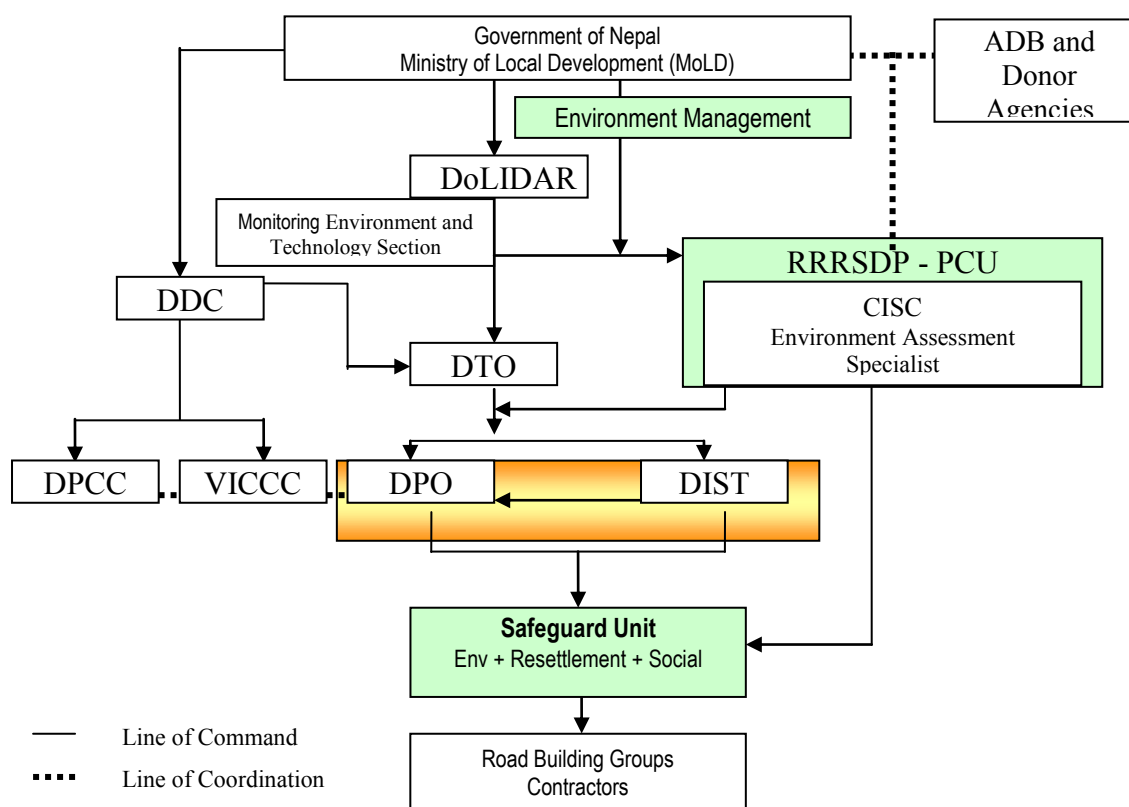 Government of Nepal
Ministry of Local Development (MoLD)
ADB and
Donor
Agencies
Environment Management
DoLIDAR
Monitoring Environment and
Technology Section
RRRSDP - PCU
CISC
Environment Assessment
Specialist
DDC
DTO
DPCC
VICCC
DPO
DIST
Safeguard Unit
Env + Resettlement + Social
Line of Command
Line of Coordination
Road Building Groups
Contractors